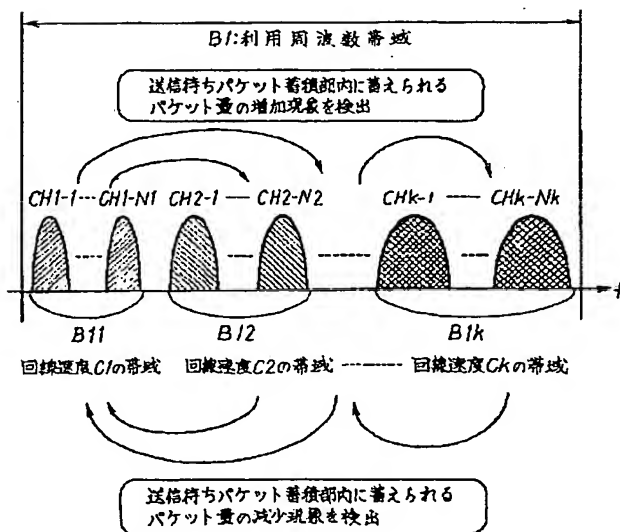 B1:利用周波数帯域
送信待ちパケット蓄積部内に蓄えられる
パケット量の増加現象を検出
CH1-1 --- CH1-N1 CH2-1 — CH2-N2 CHk-1 — CHk-Nk
f
B11 B12 B1k
回線速度C1の帯域 回線速度C2の帯域 ------ 回線速度Ckの帯域
送信待ちパケット蓄積部内に蓄えられる
パケット量の減少現象を検出